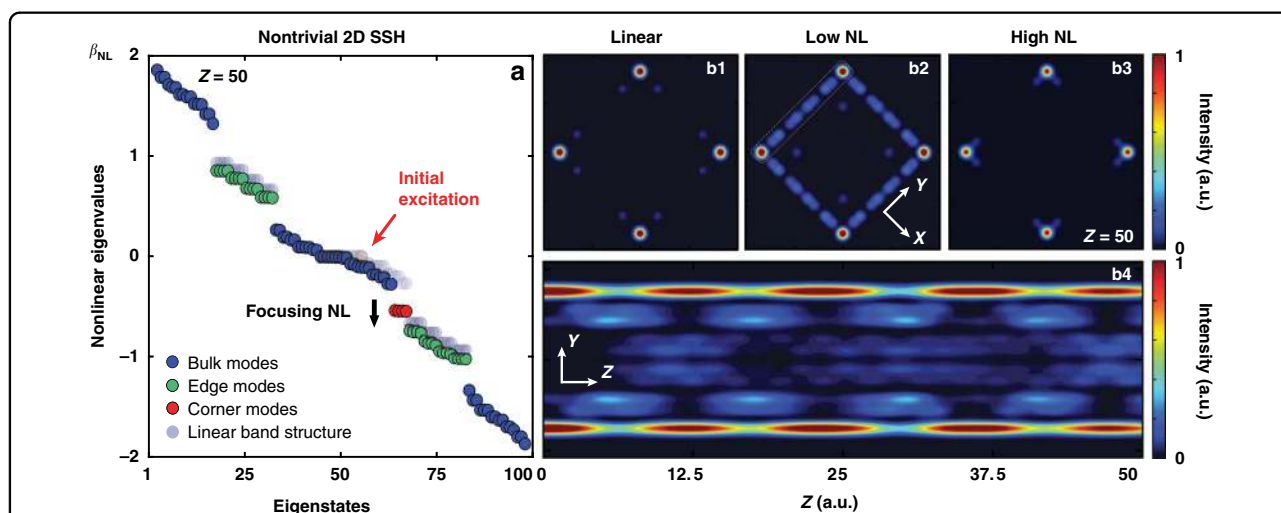 Nontrivial 2D SSH
Linear
Low NL
High NL
βNL
2
1
0
−1
−2
Nonlinear eigenvalues
Z = 50
a
Initial
excitation
Focusing NL
Bulk modes
Edge modes
Corner modes
Linear band structure
1
25
50
75
100
Eigenstates
b1
b2
Y
X
b3
Z = 50
1
0
Intensity (a.u.)
b4
Y
Z
1
0
Intensity (a.u.)
0
12.5
25
37.5
50
Z (a.u.)